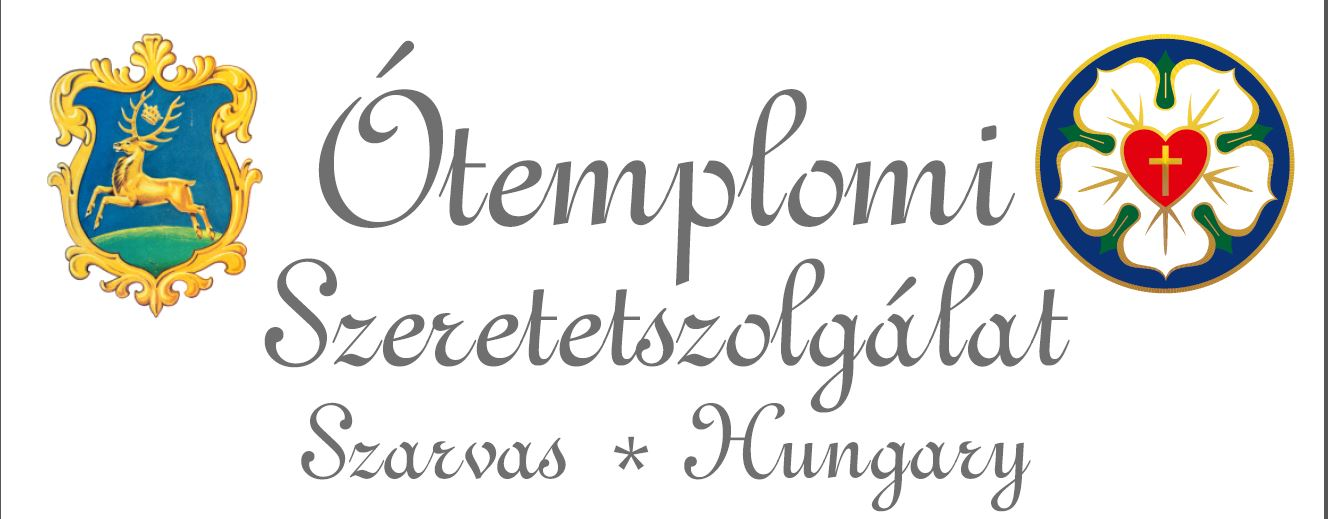 Ótemplomi
Szeretetszolgálat
Szarvas * Hungary